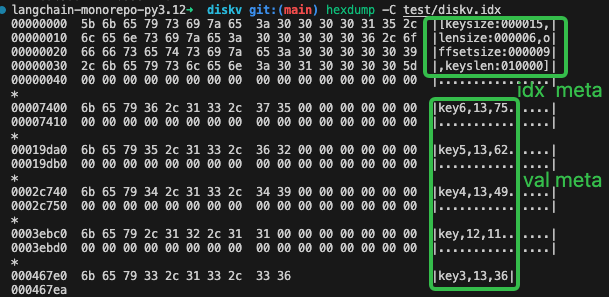 langchain-monorepo-py3.12➜ diskv git:(main) hexdump -C test/diskv.idx
00000000 5b 6b 65 79 73 69 7a 65 3a 30 30 30 30 31 35 2c |[keysize:000015,|
00000010 6c 65 6e 73 69 7a 65 3a 30 30 30 30 30 36 2c 6f |lensize:000006,o|
00000020 66 66 73 65 74 73 69 7a 65 3a 30 30 30 30 30 39 |ffsetsize:000009|
00000030 2c 6b 65 79 73 6c 65 6e 3a 30 31 30 30 30 30 5d |,keyslen:010000]|
00000040 00 00 00 00 00 00 00 00 00 00 00 00 00 00 00 00 |................|
idx meta
*
00007400 6b 65 79 36 2c 31 33 2c 37 35 00 00 00 00 00 00 |key6,13,75......|
00007410 00 00 00 00 00 00 00 00 00 00 00 00 00 00 00 00 |................|
*
00019da0 6b 65 79 35 2c 31 33 2c 36 32 00 00 00 00 00 00 |key5,13,62......|
00019db0 00 00 00 00 00 00 00 00 00 00 00 00 00 00 00 00 |................|
*
val meta
0002c740 6b 65 79 34 2c 31 33 2c 34 39 00 00 00 00 00 00 |key4,13,49......|
0002c750 00 00 00 00 00 00 00 00 00 00 00 00 00 00 00 00 |................|
*
0003ebc0 6b 65 79 2c 31 32 2c 31 31 00 00 00 00 00 00 00 |key,12,11.......|
0003ebd0 00 00 00 00 00 00 00 00 00 00 00 00 00 00 00 00 |................|
*
000467e0 6b 65 79 33 2c 31 33 2c 33 36 |key3,13,36|
000467ea